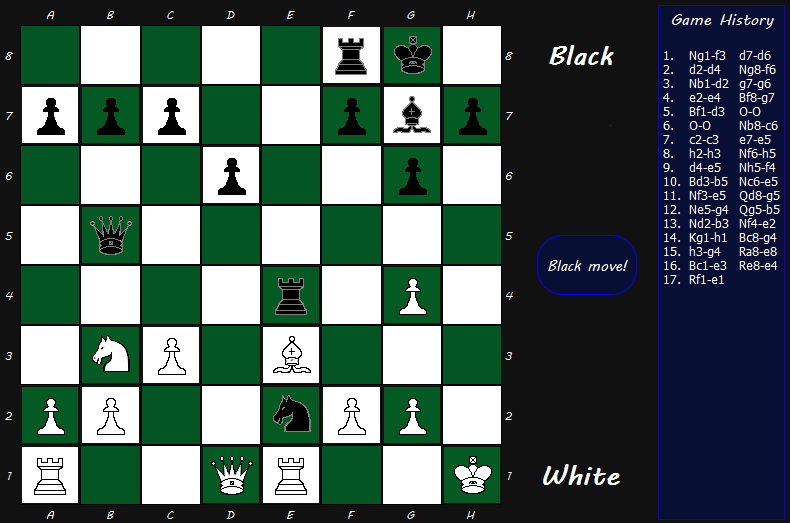 A B C D E F G H
8 8
7 7
6 6
5 5
4 4
3 3
2 2
1 1
A B C D E F G H
Black
Black move!
White
Game History
1. Ng1-f3 d7-d6
2. d2-d4 Ng8-f6
3. Nb1-d2 g7-g6
4. e2-e4 Bf8-g7
5. Bf1-d3 O-O
6. O-O Nb8-c6
7. c2-c3 e7-e5
8. h2-h3 Nf6-h5
9. d4-e5 Nh5-f4
10. Bd3-b5 Nc6-e5
11. Nf3-e5 Qd8-g5
12. Ne5-g4 Qg5-b5
13. Nd2-b3 Nf4-e2
14. Kg1-h1 Bc8-g4
15. h3-g4 Ra8-e8
16. Bc1-e3 Re8-e4
17. Rf1-e1